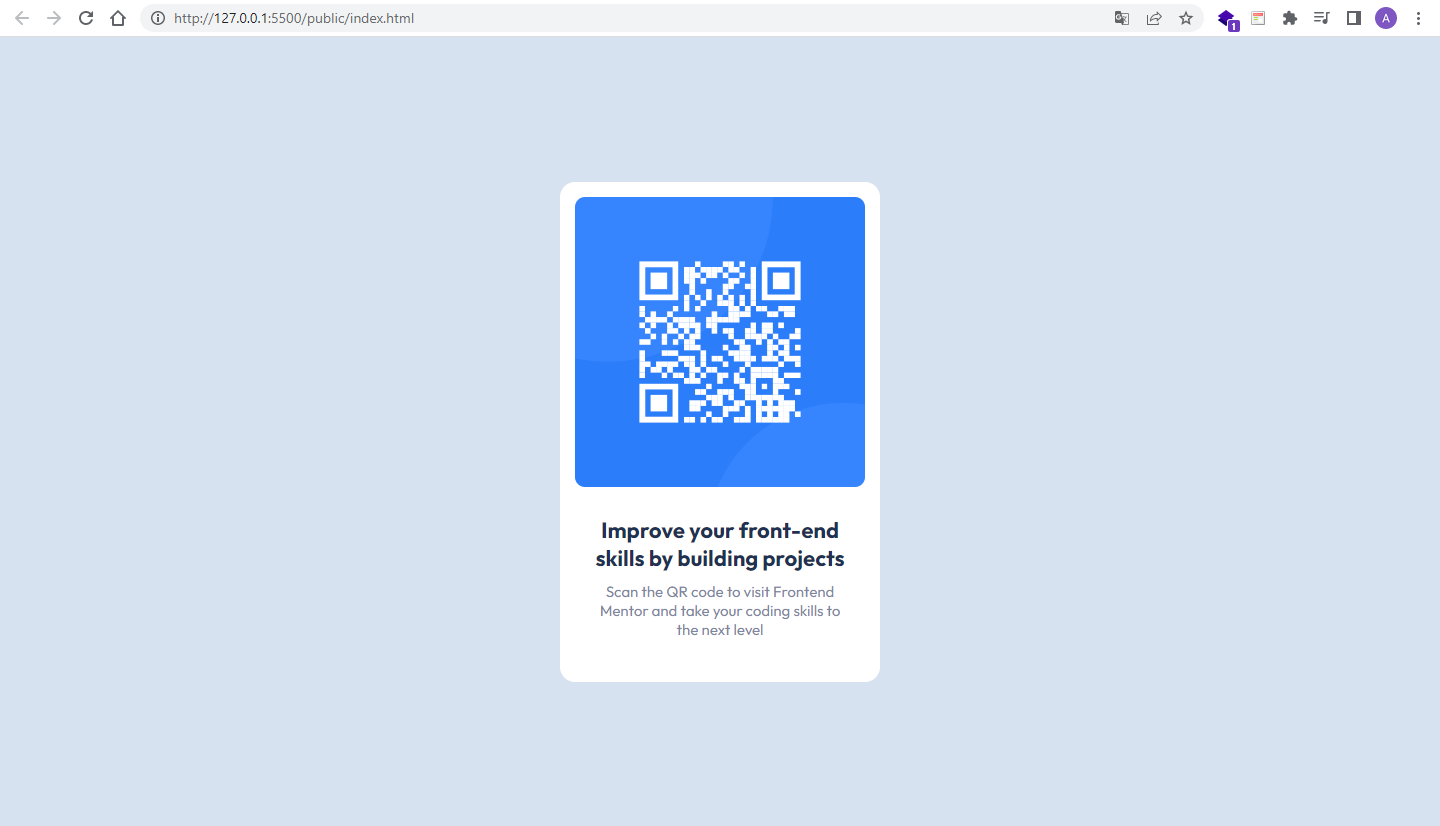 http://127.0.0.1:5500/public/index.html
1
A
Improve your front-end
skills by building projects
Scan the QR code to visit Frontend
Mentor and take your coding skills to
the next level